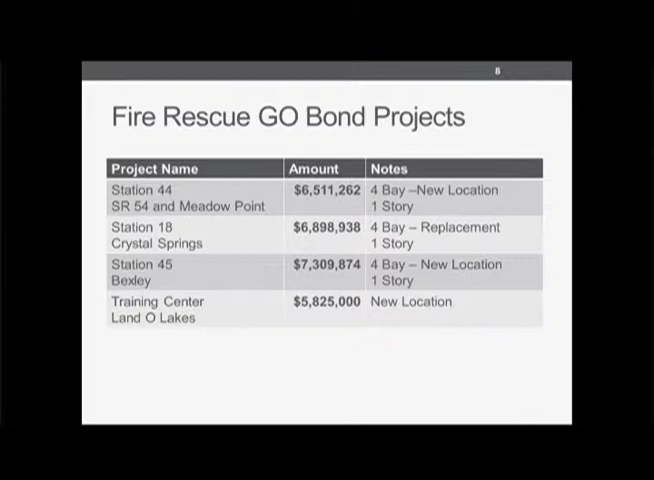 8
Fire Rescue GO Bond Projects
Project Name Amount Notes
Station 44 $6,511,262 4 Bay –New Location
SR 54 and Meadow Point 1 Story
Station 18 $6,898,938 4 Bay – Replacement
Crystal Springs 1 Story
Station 45 $7,309,874 4 Bay – New Location
Bexley 1 Story
Training Center $5,825,000 New Location
Land O Lakes